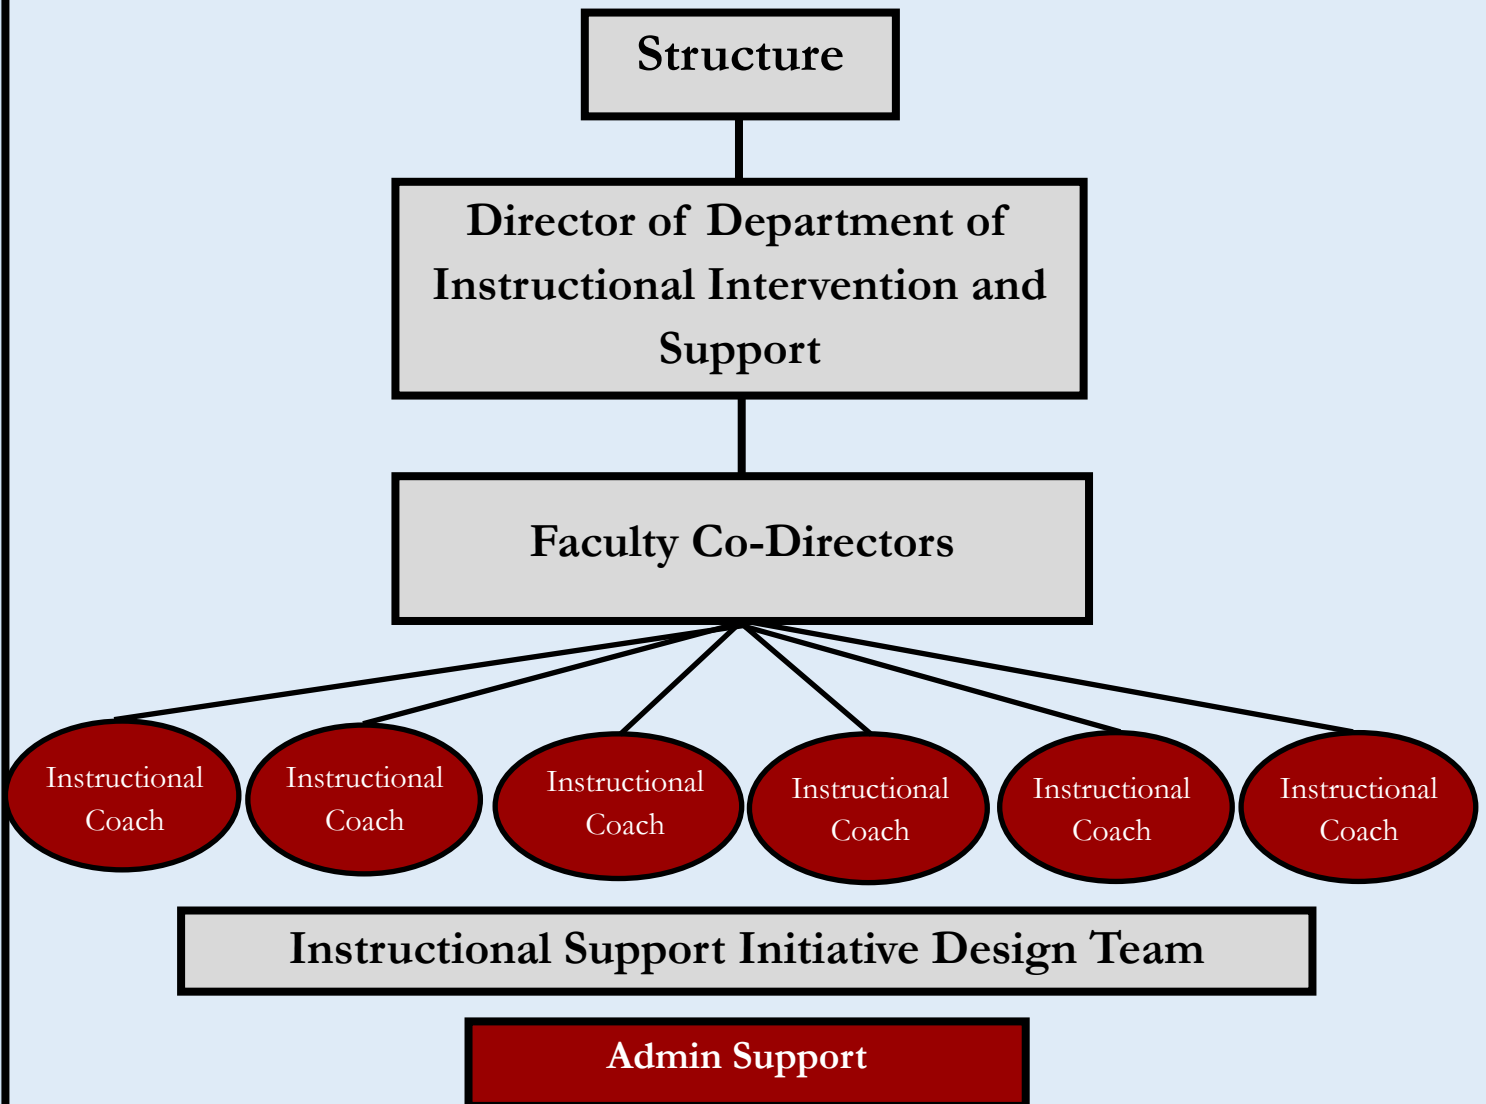 Structure
Director of Department of
Instructional Intervention and
Support
Faculty Co-Directors
Instructional
Coach
Instructional
Coach
Instructional
Coach
Instructional
Coach
Instructional
Coach
Instructional
Coach
Instructional Support Initiative Design Team
Admin Support